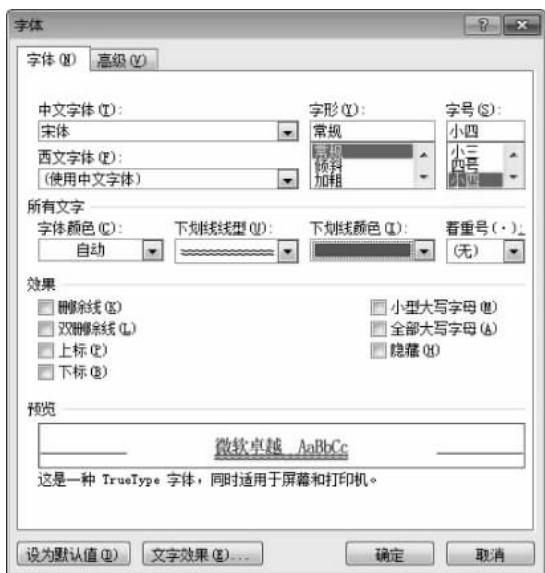 字体
字体(N) 高级(V)
中文字体(T): 字形(Y): 字号(S):
宋体 常规 小四
西文字体(F): 常规 小三
(使用中文字体) 倾斜 四号
加粗 小四
所有文字
字体颜色(C): 下划线线型(U): 下划线颜色(I): 着重号(·):
自动 (无)
效果
删除线(K) 小型大写字母(M)
双删除线(L) 全部大写字母(A)
上标(P) 隐藏(H)
下标(B)
预览
微软卓越 AaBbCc
这是一种 TrueType 字体，同时适用于屏幕和打印机。
设为默认值(D) 文字效果(E)... 确定 取消